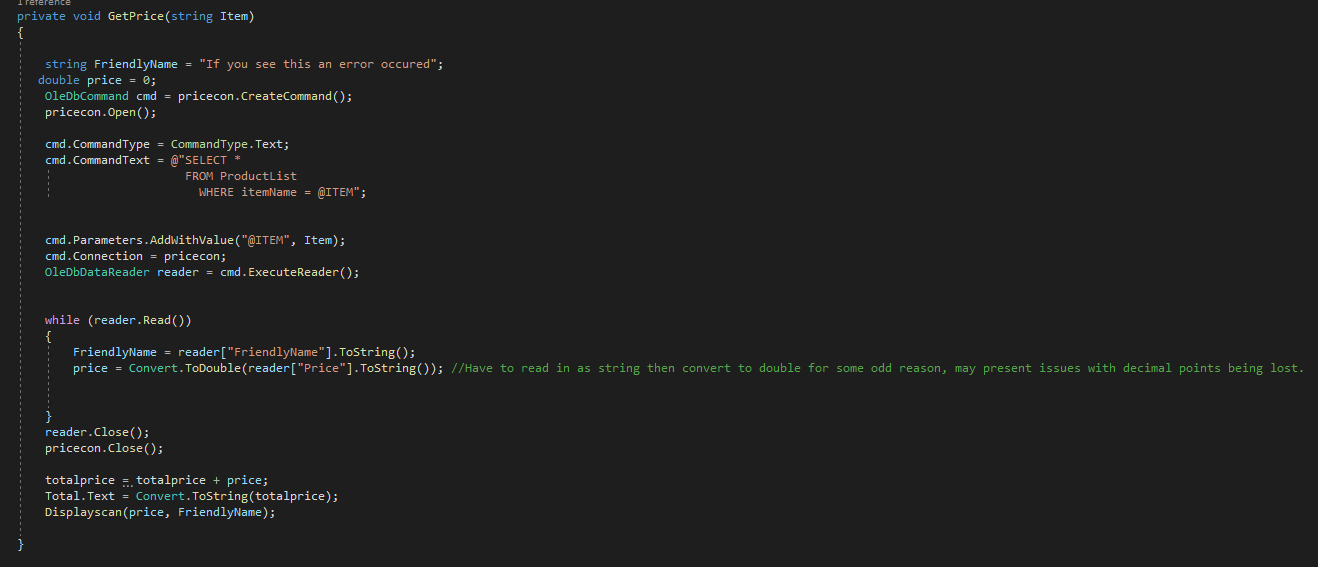 1 reference
private void GetPrice(string Item)
{
string FriendlyName = "If you see this an error occured";
double price = 0;
OleDbCommand cmd = pricecon.CreateCommand();
pricecon.Open();
cmd.CommandType = CommandType.Text;
cmd.CommandText = @"SELECT *
FROM ProductList
WHERE itemName = @ITEM";
cmd.Parameters.AddWithValue("@ITEM", Item);
cmd.Connection = pricecon;
OleDbDataReader reader = cmd.ExecuteReader();
while (reader.Read())
{
FriendlyName = reader["FriendlyName"].ToString();
price = Convert.ToDouble(reader["Price"].ToString()); //Have to read in as string then convert to double for some odd reason, may present issues with decimal points being lost.
}
reader.Close();
pricecon.Close();
totalprice = totalprice + price;
Total.Text = Convert.ToString(totalprice);
Displayscan(price, FriendlyName);
}